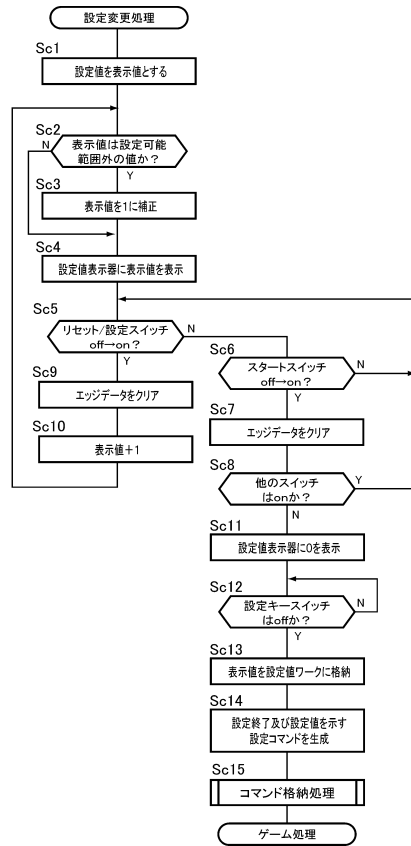 設定変更処理
Sc1
設定値を表示値とする
Sc2
N
表示値は設定可能
範囲外の値か？
Y
Sc3
表示値を1に補正
Sc4
設定値表示器に表示値を表示
Sc5
リセット/設定スイッチ
off→on？
N
Y
Sc6
スタートスイッチ
off→on？
N
Y
Sc9
エッジデータをクリア
Sc7
エッジデータをクリア
Sc10
表示値＋1
Sc8
他のスイッチ
はonか？
Y
N
Sc11
設定値表示器に0を表示
Sc12
設定キースイッチ
はoffか？
N
Y
Sc13
表示値を設定値ワークに格納
Sc14
設定終了及び設定値を示す
設定コマンドを生成
Sc15
コマンド格納処理
ゲーム処理